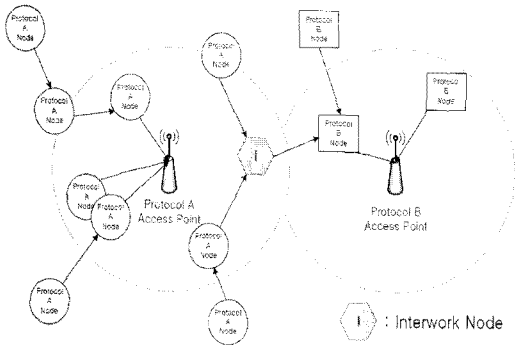 Protocol
A
Node
Protocol
A
Node
Protocol
A
Node
Protocol
A
Node
Protocol
B
Node
Protocol
B
Node
Protocol
B
Node
i
Protocol A
Access Point
Protocol B
Access Point
Protocol
A
Node
Protocol
A
Node
Protocol
A
Node
Protocol
A
Node
Protocol
A
Node
i : Interwork Node